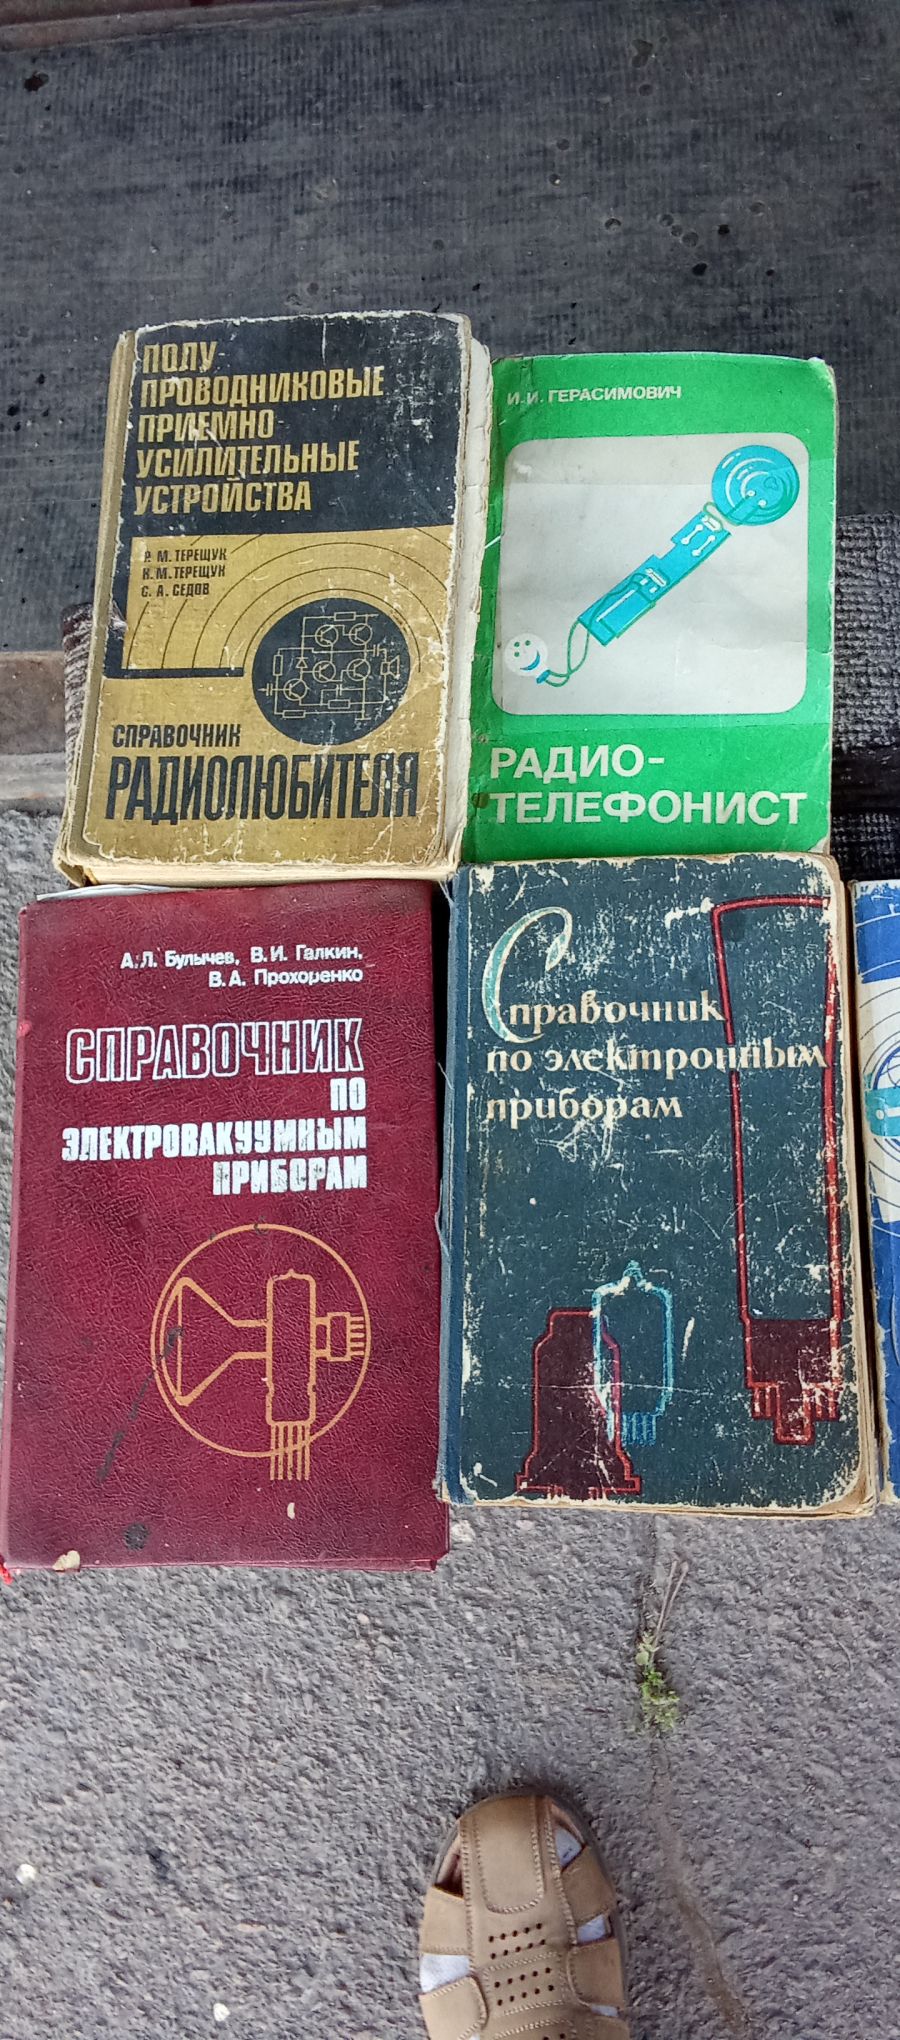 ПОЛУ-
ПРОВОДНИКОВЫЕ
ПРИЕМНО-
УСИЛИТЕЛЬНЫЕ
УСТРОЙСТВА
Р. М. ТЕРЕЩУК
К. М. ТЕРЕЩУК
С. А. СЕДОВ
СПРАВОЧНИК
РАДИОЛЮБИТЕЛЯ
И. И. ГЕРАСИМОВИЧ
РАДИО-
ТЕЛЕФОНИСТ
А. Л. Булычев, В. И. Галкин,
В. А. Прохоренко
СПРАВОЧНИК
ПО
ЭЛЕКТРОВАКУУМНЫМ
ПРИБОРАМ
Справочник
по электронным
приборам